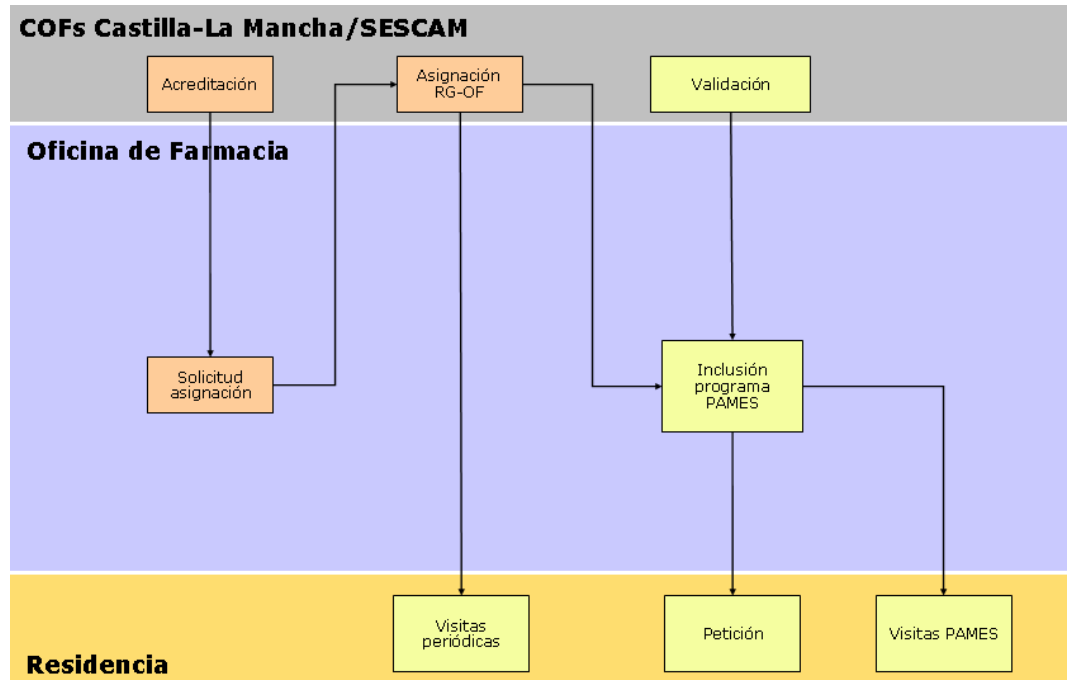 COFs Castilla-La Mancha/SESCAM
Acreditación
Asignación
RG-OF
Validación
Oficina de Farmacia
Solicitud
asignación
Inclusión
programa
PAMES
Visitas
periódicas
Petición
Visitas PAMES
Residencia